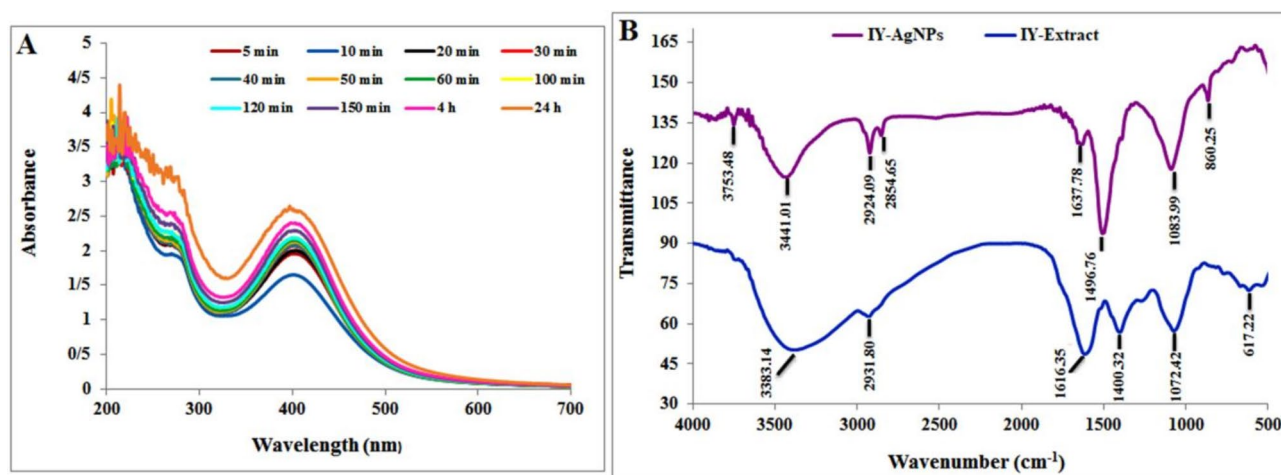 A
5 min 10 min 20 min 30 min
40 min 50 min 60 min 100 min
120 min 150 min 4 h 24 h
5
4/5
4
3/5
3
2/5
2
1/5
1
0/5
0
Absorbance
200 300 400 500 600 700
Wavelength (nm)
B
IY-AgNPs IY-Extract
165
150
135
120
105
90
75
60
45
30
Transmittance
3753.48
3441.01
2924.09
2854.65
1637.78
1496.76
1083.99
860.25
3383.14
2931.80
1616.35
1400.32
1072.42
617.22
4000 3500 3000 2500 2000 1500 1000 500
Wavenumber (cm⁻¹)